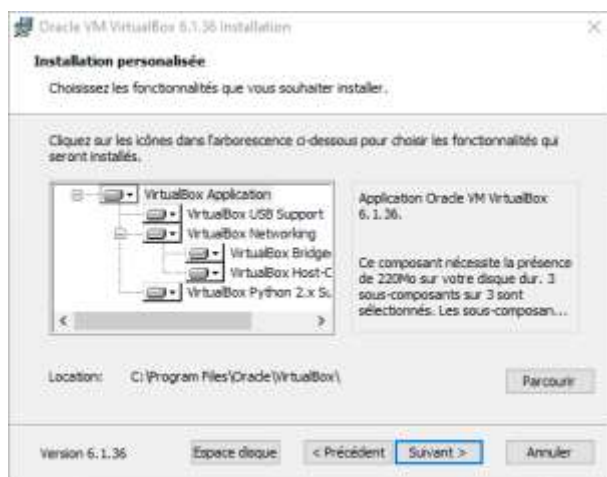 Oracle VM VirtualBox 6.1.36 Installation
Installation personalisée
Choisissez les fonctionnalités que vous souhaiter installer.
Cliquez sur les icônes dans l'arborescence ci-dessous pour choisir les fonctionnalités qui
seront installés.
VirtualBox Application
VirtualBox USB Support
VirtualBox Networking
VirtualBox Bridge
VirtualBox Host-C
VirtualBox Python 2.x Su
Application Oracle VM VirtualBox
6.1.36.
Ce composant nécessite la présence
de 220Mo sur votre disque dur. 3
sous-composants sur 3 sont
sélectionnés. Les sous-composan...
Location: C:\Program Files\Oracle\VirtualBox\
Parcourir
Version 6.1.36
Espace disque
< Précédent
Suivant >
Annuler